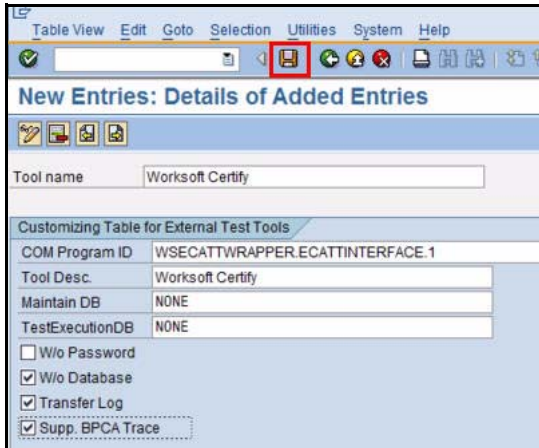 Table View Edit Goto Selection Utilities System Help
New Entries: Details of Added Entries
Tool name Worksoft Certify
Customizing Table for External Test Tools
COM Program ID WSECATTWRAPPER.ECATTINTERFACE.1
Tool Desc. Worksoft Certify
Maintain DB NONE
TestExecutionDB NONE
W/o Password
W/o Database
Transfer Log
Supp. BPCA Trace